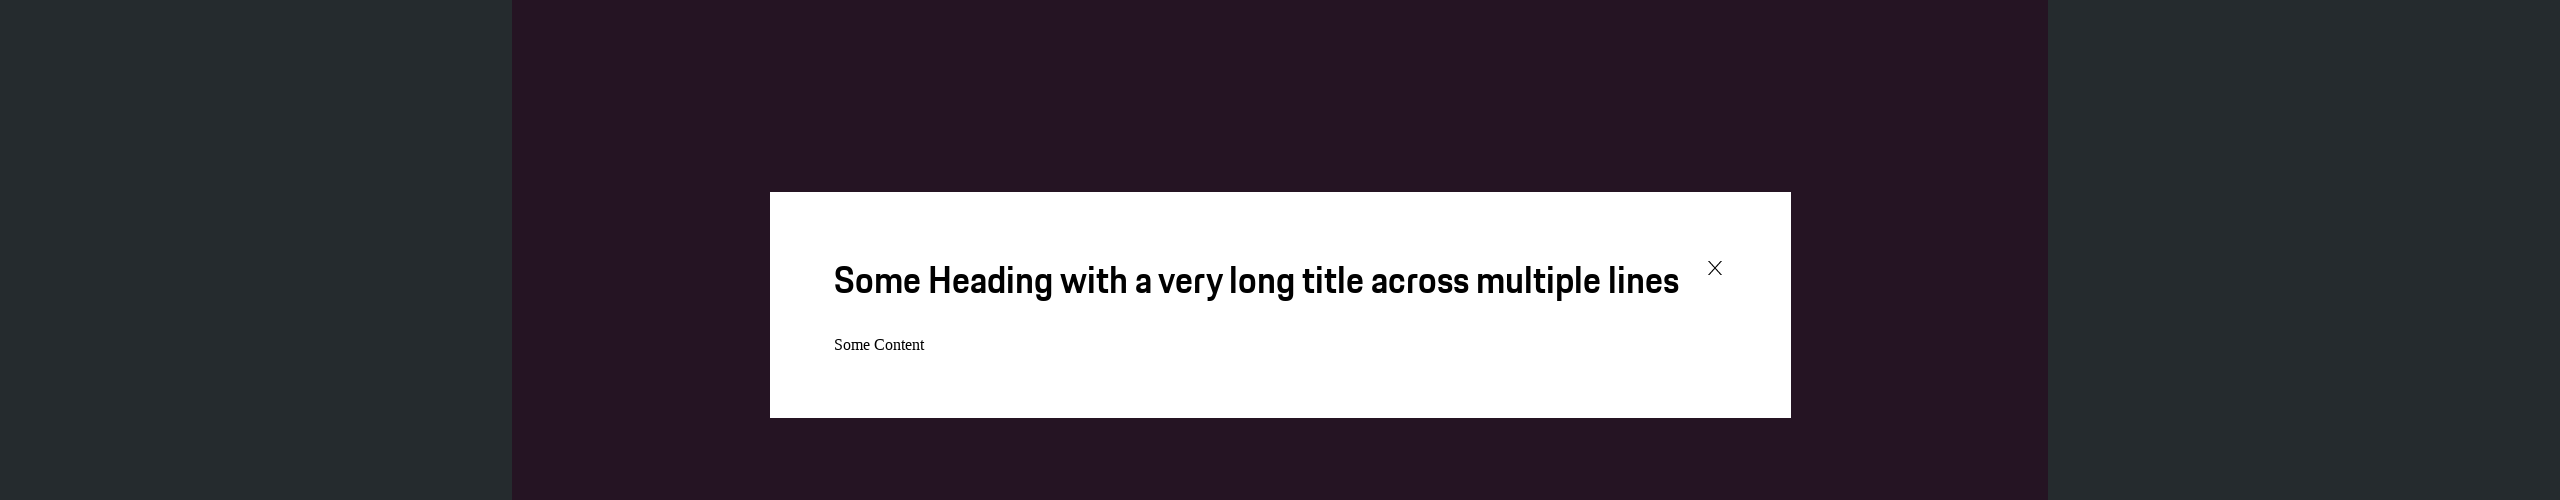 Some Heading with a very long title across multiple lines
Some Content